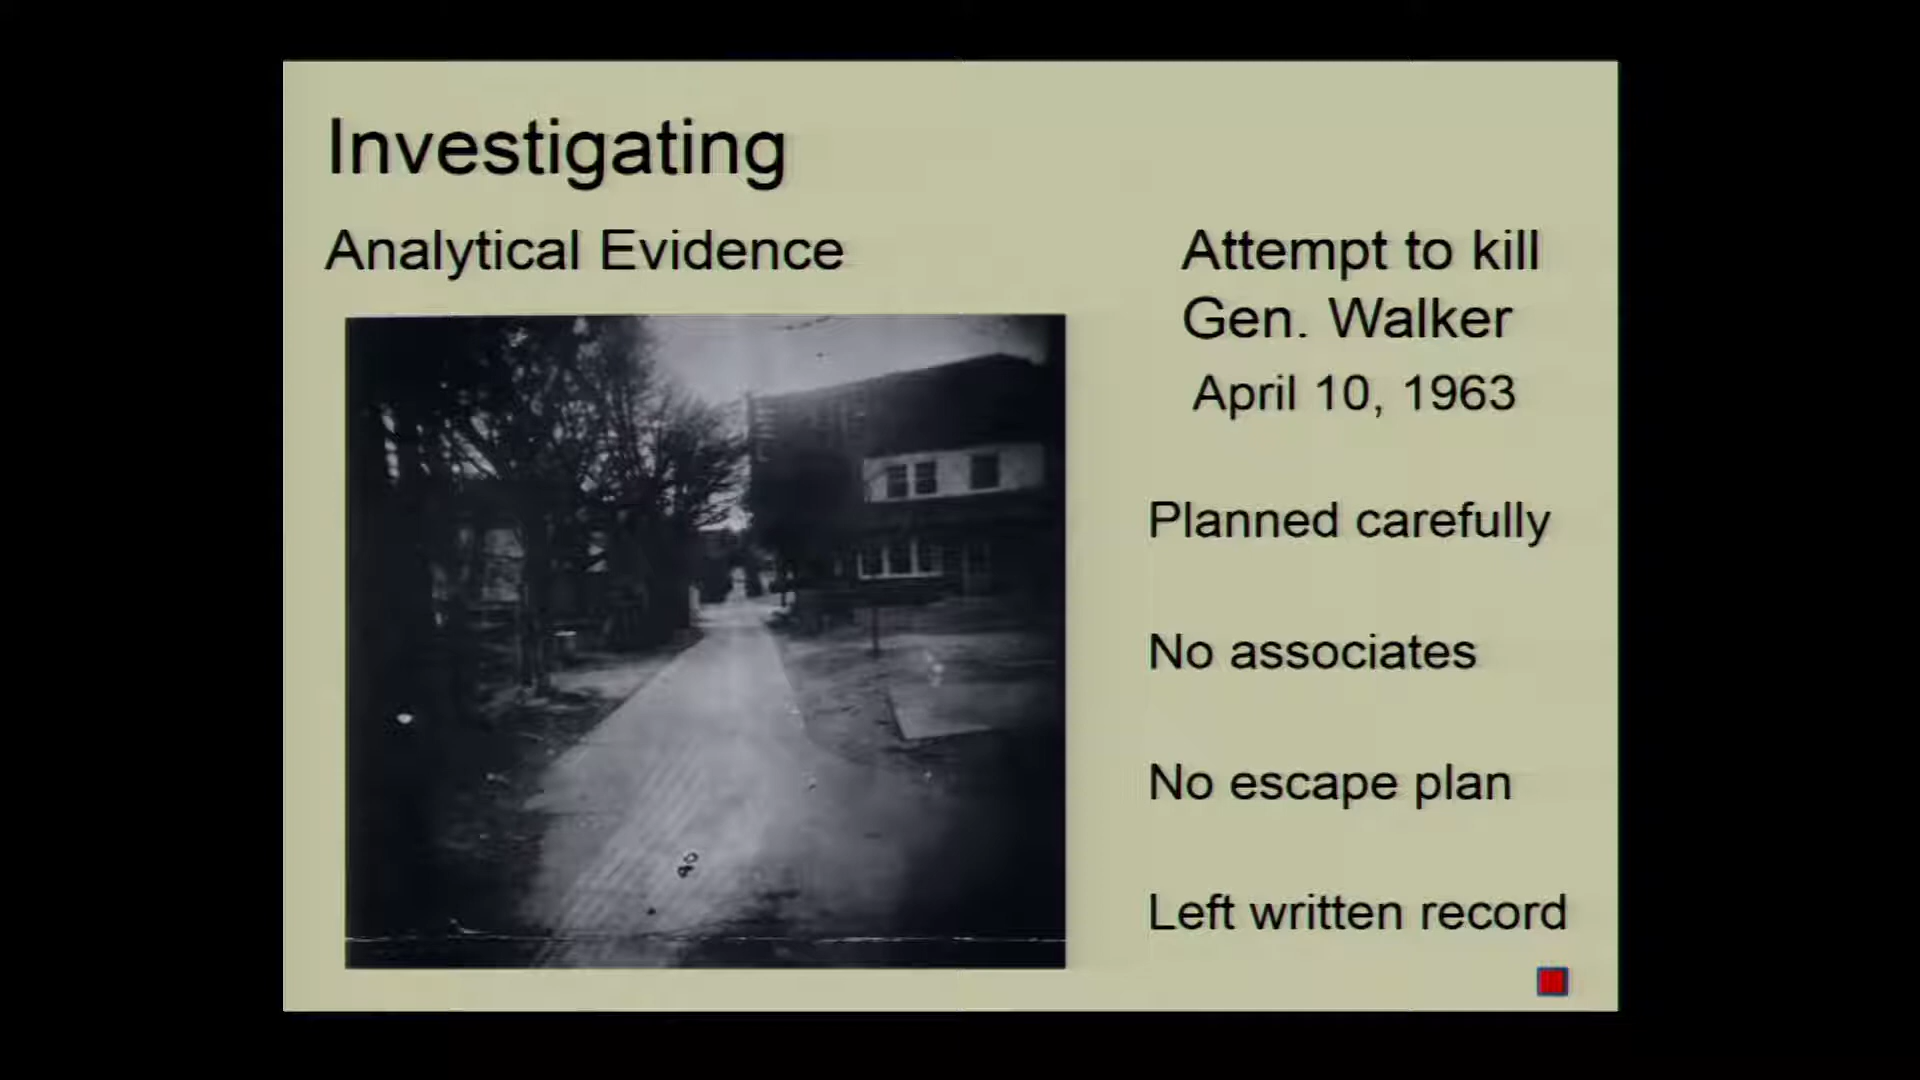 Investigating
Analytical Evidence
Attempt to kill
Gen. Walker
April 10, 1963
Planned carefully
No associates
No escape plan
Left written record